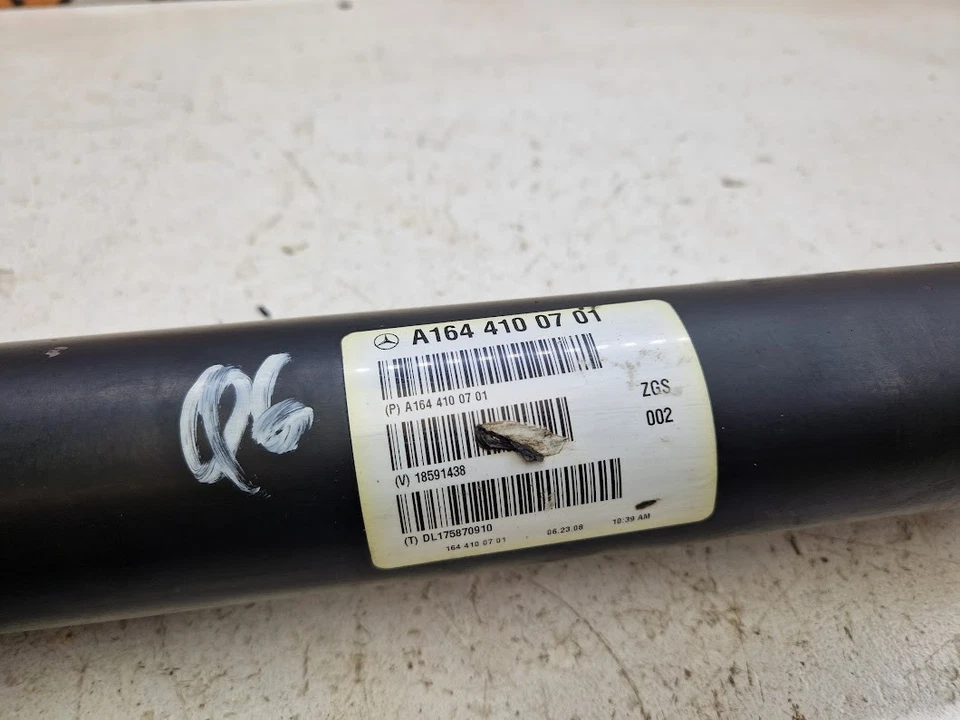 A164 410 07 01
(P) A164 410 07 01
ZGS
002
(V) 18591438
(T) DL175870910
164 410 07 01 06.23.08 10:39 AM